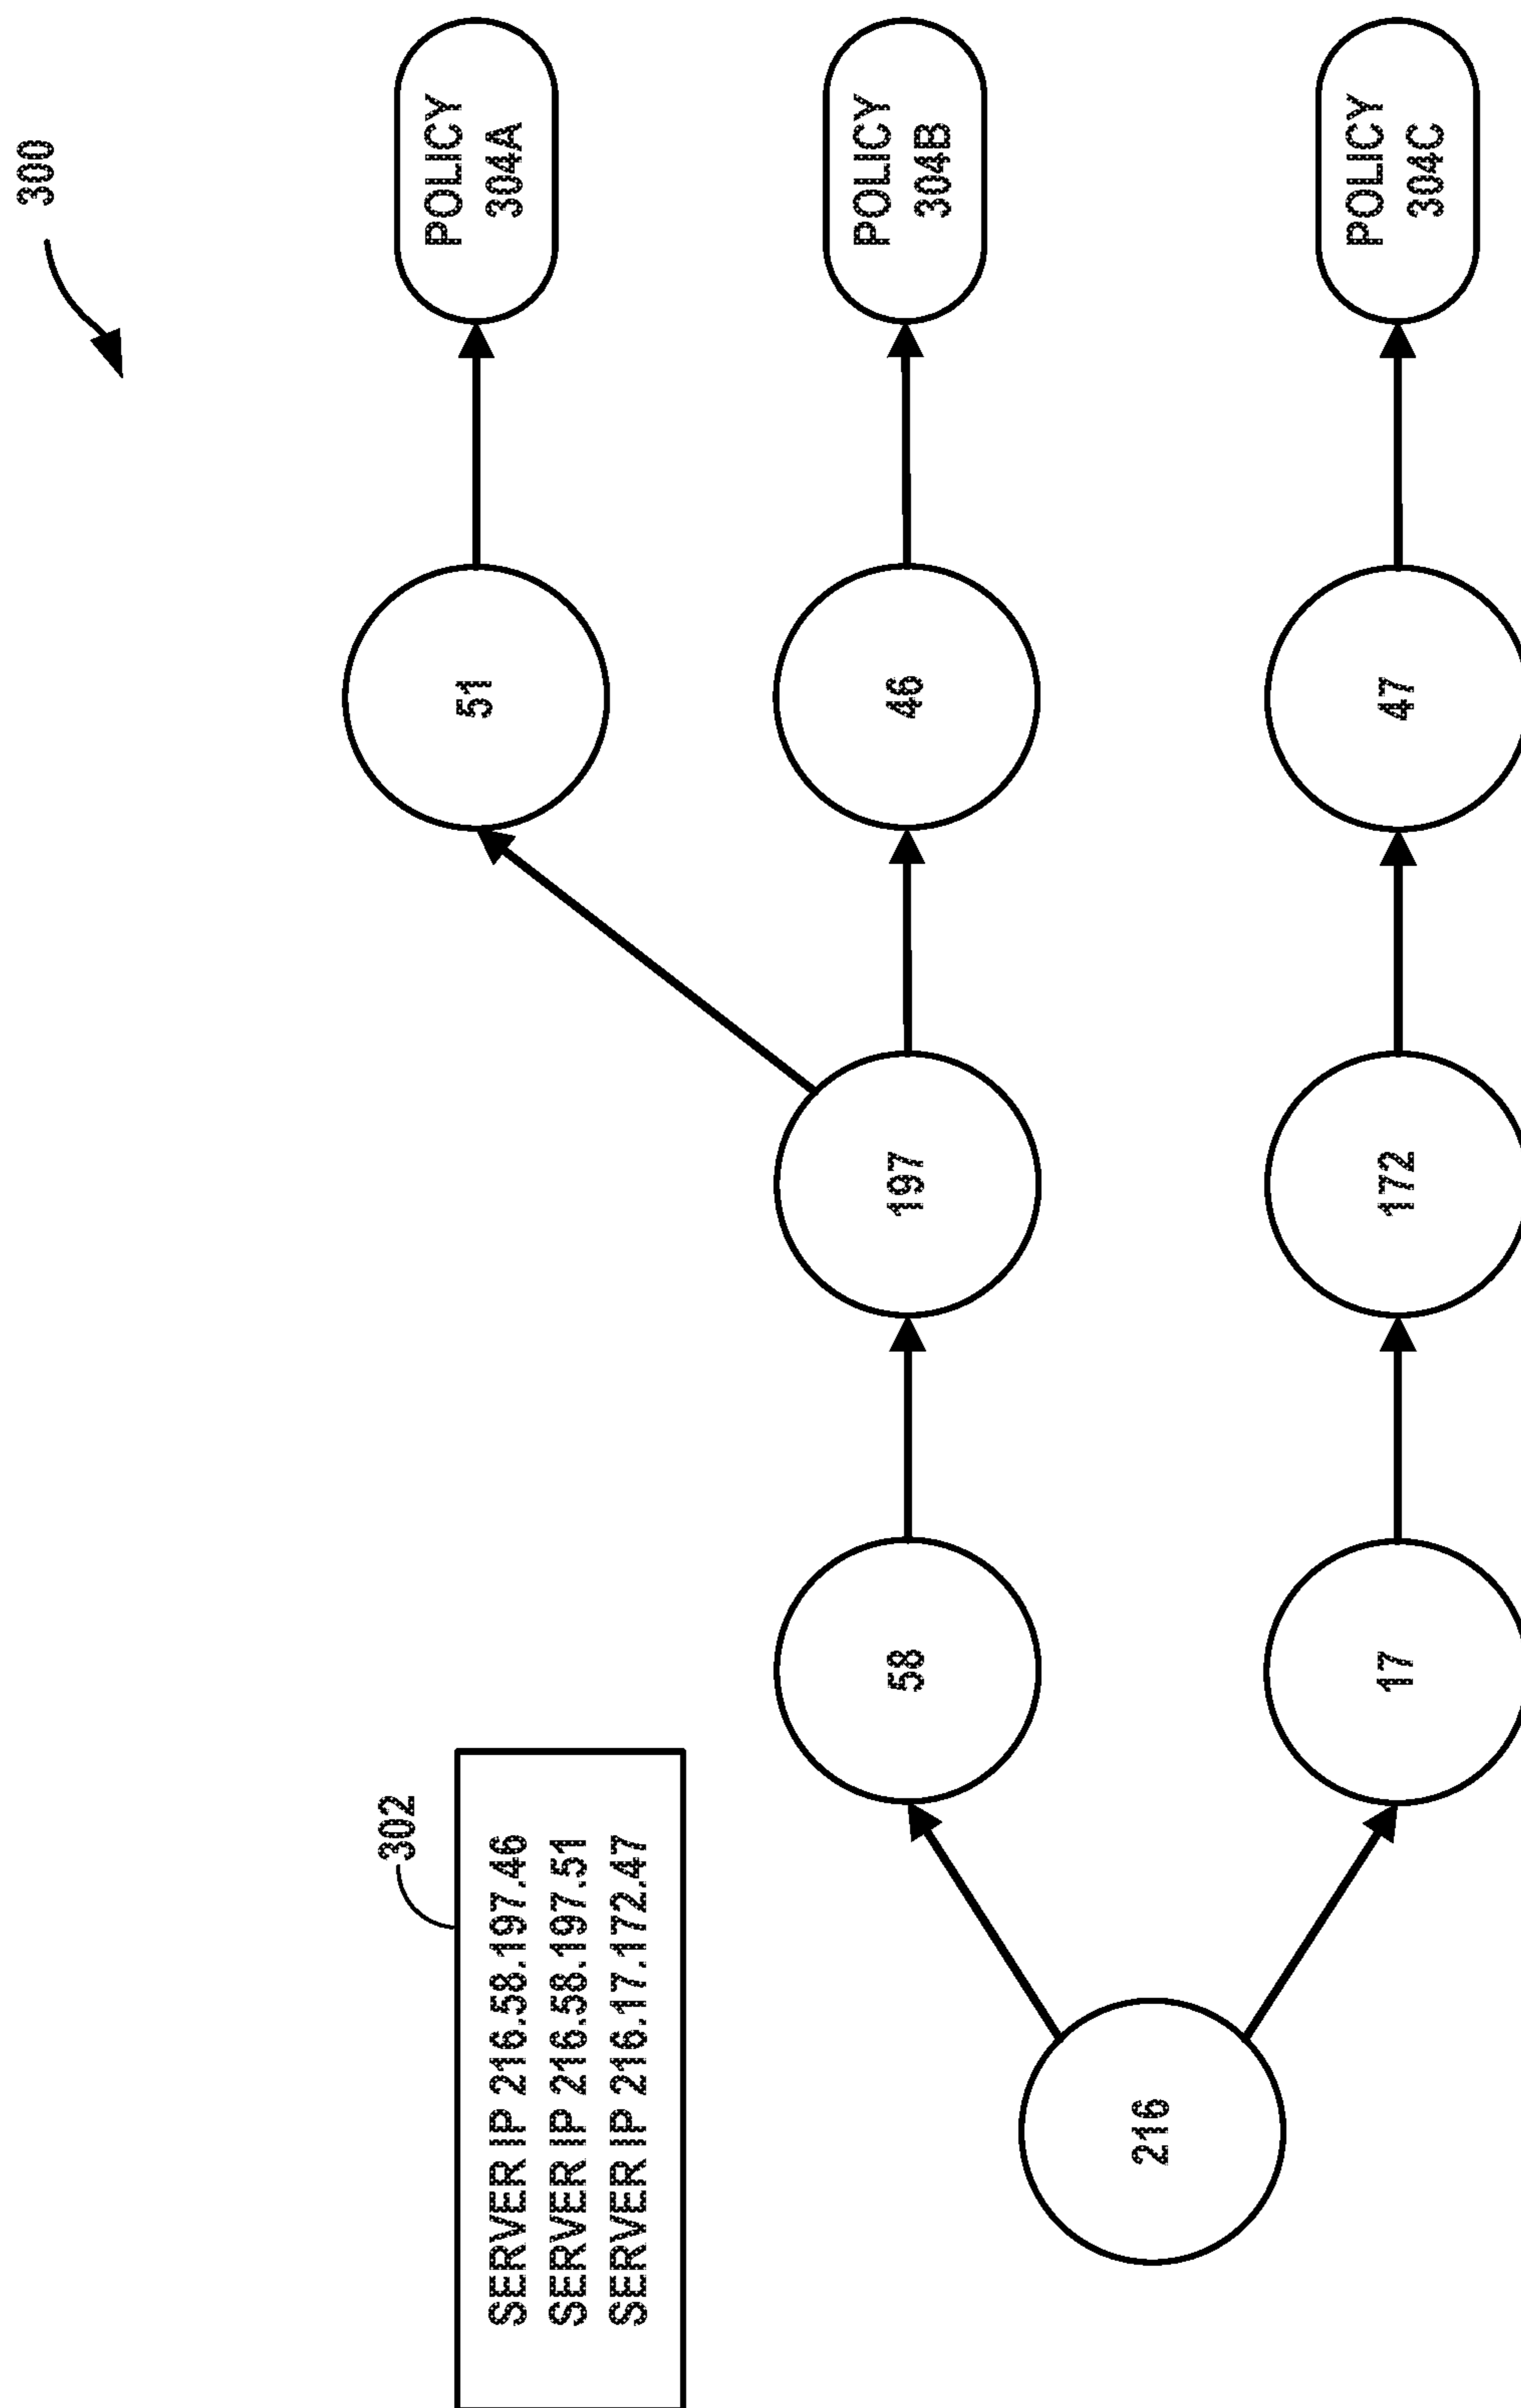 300
302
SERVER IP 216.58.197.46
SERVER IP 216.58.197.51
SERVER IP 216.17.172.47
51
POLICY
304A
216
58
197
46
POLICY
304B
17
172
47
POLICY
304C